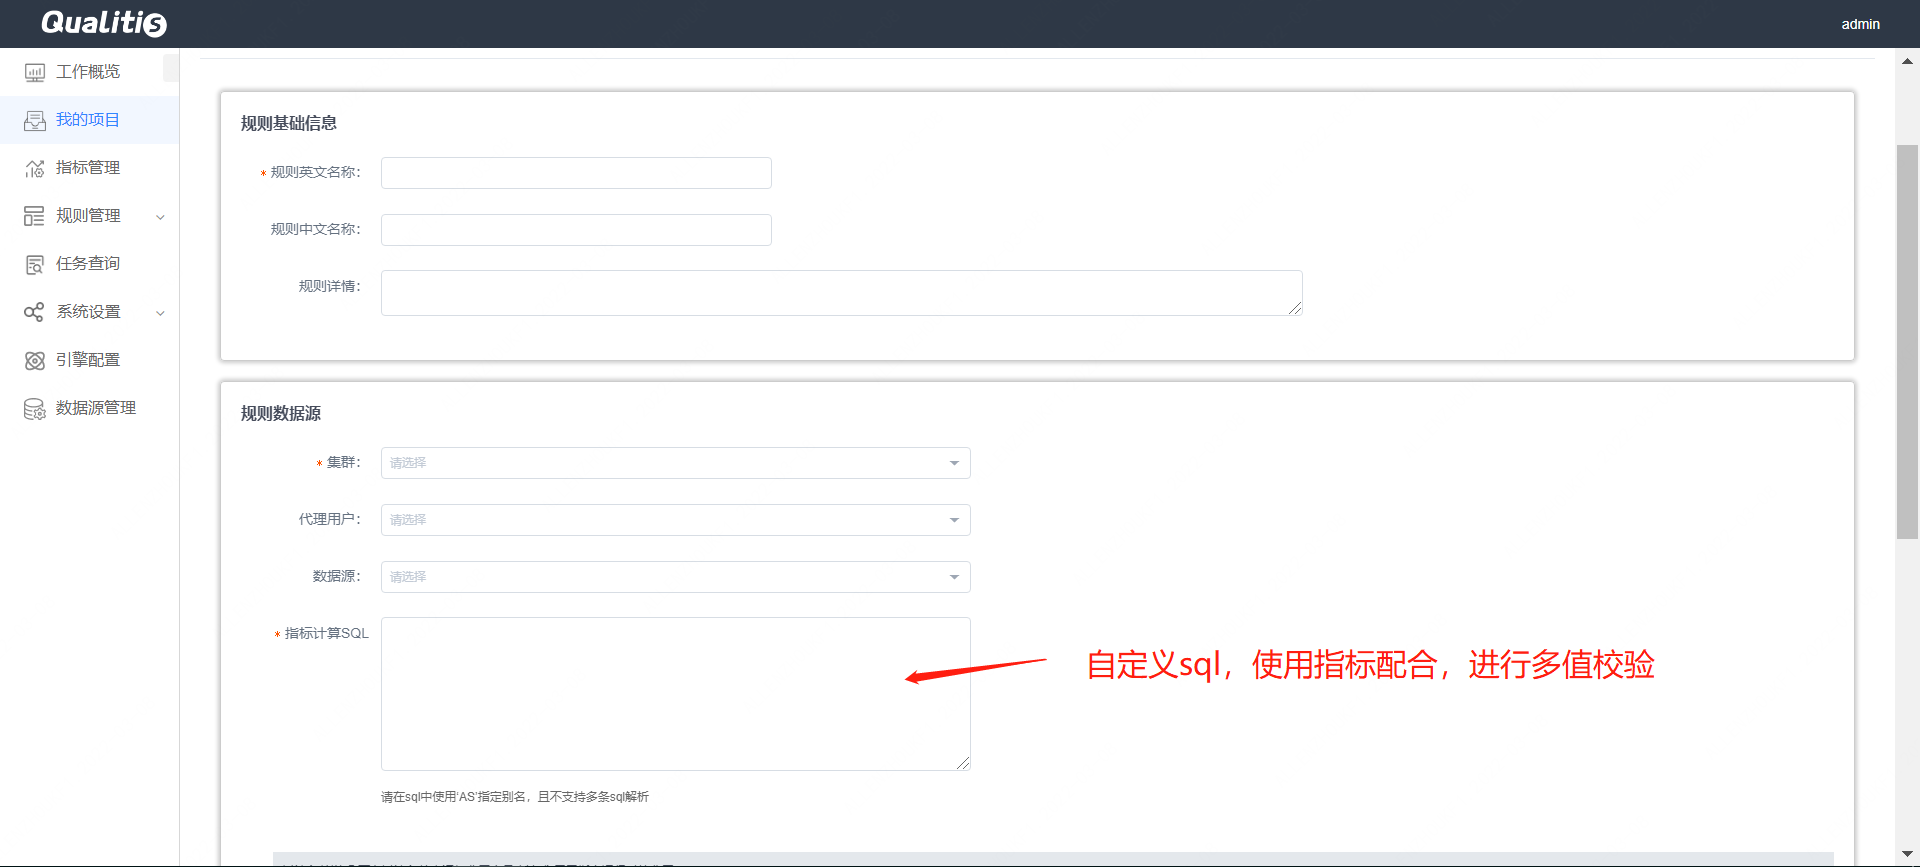 Qualitis
admin
工作概览
我的项目
指标管理
规则管理
任务查询
系统设置
引擎配置
数据源管理
规则基础信息
* 规则英文名称：
规则中文名称：
规则详情：
规则数据源
* 集群：
请选择
代理用户：
请选择
数据源：
请选择
* 指标计算SQL
自定义sql，使用指标配合，进行多值校验
请在sql中使用'AS'指定别名，且不支持多条sql解析